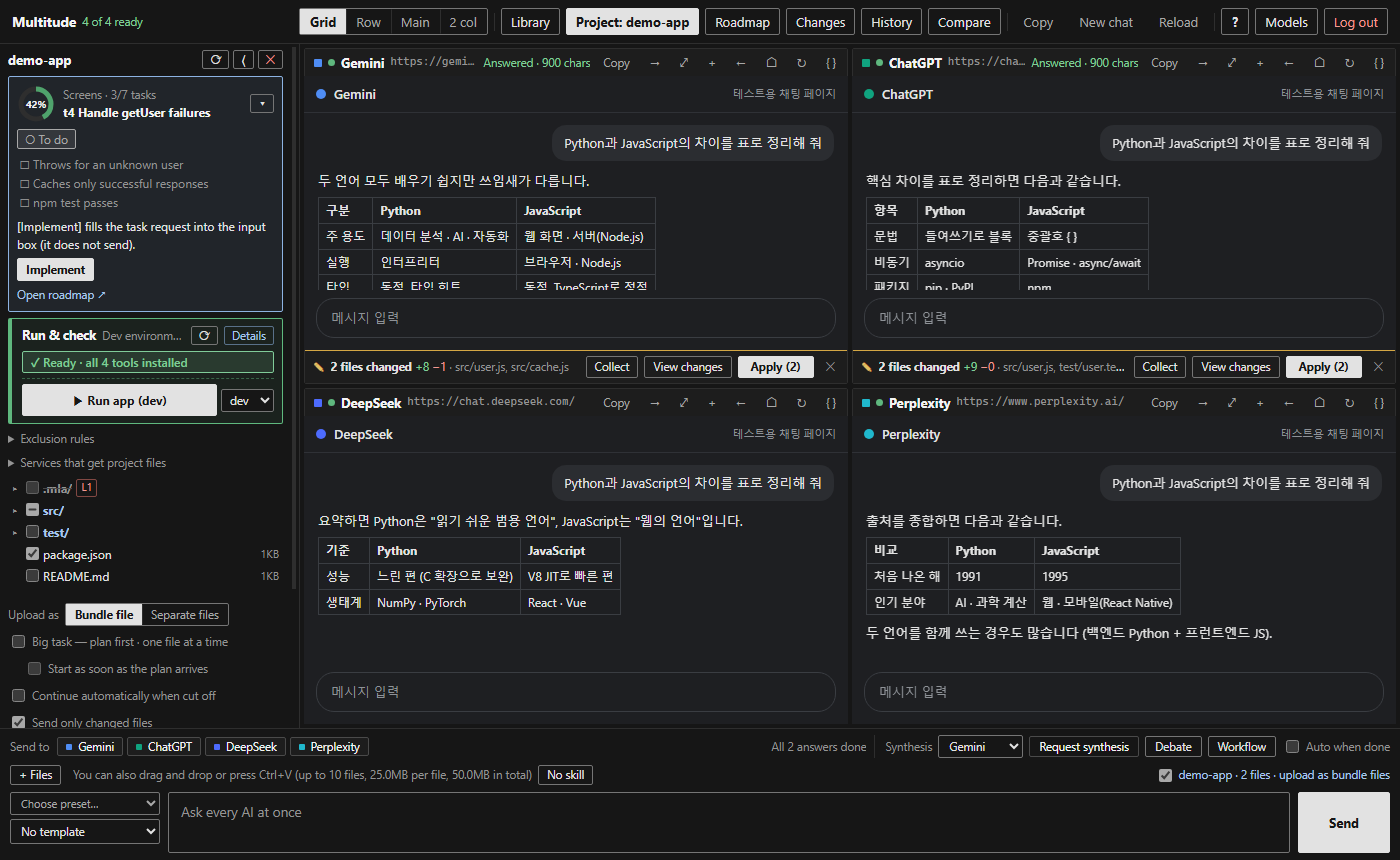 Multitude 4 of 4 ready Grid Row Main 2 col Library Project: demo-app Roadmap Changes History Compare Copy New chat Reload ? Models Log out
demo-app
42% Screens · 3/7 tasks
t4 Handle getUser failures
To do
Throws for an unknown user
Caches only successful responses
npm test passes
[Implement] fills the task request into the input
box (it does not send).
Implement
Open roadmap ↗
Run & check Dev environm... Details
✓ Ready · all 4 tools installed
▶ Run app (dev) dev
Exclusion rules
Services that get project files
.mla/ L1
src/
test/
package.json 1KB
README.md 1KB
Upload as Bundle file Separate files
Big task — plan first · one file at a time
Start as soon as the plan arrives
Continue automatically when cut off
Send only changed files
Gemini https://gemi... Answered · 900 chars Copy → ⤢ + ← ↻ { }
Gemini 테스트용 채팅 페이지
Python과 JavaScript의 차이를 표로 정리해 줘
두 언어 모두 배우기 쉽지만 쓰임새가 다릅니다.
구분 Python JavaScript
주 용도 데이터 분석 · AI · 자동화 웹 화면 · 서버(Node.js)
실행 인터프리터 브라우저 · Node.js
타입 동적, 타입 힌트 동적, TypeScript로 정적
메시지 입력
2 files changed +8 −1 · src/user.js, src/cache.js Collect View changes Apply (2)
ChatGPT https://cha... Answered · 900 chars Copy → ⤢ + ← ↻ { }
ChatGPT 테스트용 채팅 페이지
Python과 JavaScript의 차이를 표로 정리해 줘
핵심 차이를 표로 정리하면 다음과 같습니다.
항목 Python JavaScript
문법 들여쓰기로 블록 중괄호 { }
비동기 asyncio Promise · async/await
패키지 pip · PyPI npm
메시지 입력
2 files changed +9 −0 · src/user.js, test/user.te... Collect View changes Apply (2)
DeepSeek https://chat.deepseek.com/ Copy → ⤢ + ← ↻ { }
DeepSeek 테스트용 채팅 페이지
Python과 JavaScript의 차이를 표로 정리해 줘
요약하면 Python은 "읽기 쉬운 범용 언어", JavaScript는 "웹의 언어"입니다.
기준 Python JavaScript
성능 느린 편 (C 확장으로 보완) V8 JIT로 빠른 편
생태계 NumPy · PyTorch React · Vue
메시지 입력
Perplexity https://www.perplexity.ai/ Copy → ⤢ + ← ↻ { }
Perplexity 테스트용 채팅 페이지
Python과 JavaScript의 차이를 표로 정리해 줘
출처를 종합하면 다음과 같습니다.
비교 Python JavaScript
처음 나온 해 1991 1995
인기 분야 AI · 과학 계산 웹 · 모바일(React Native)
두 언어를 함께 쓰는 경우도 많습니다 (백엔드 Python + 프런트엔드 JS).
메시지 입력
Send to Gemini ChatGPT DeepSeek Perplexity All 2 answers done Synthesis Gemini Request synthesis Debate Workflow Auto when done
+ Files You can also drag and drop or press Ctrl+V (up to 10 files, 25.0MB per file, 50.0MB in total) No skill demo-app · 2 files · upload as bundle files
Choose preset...
No template
Ask every AI at once
Send